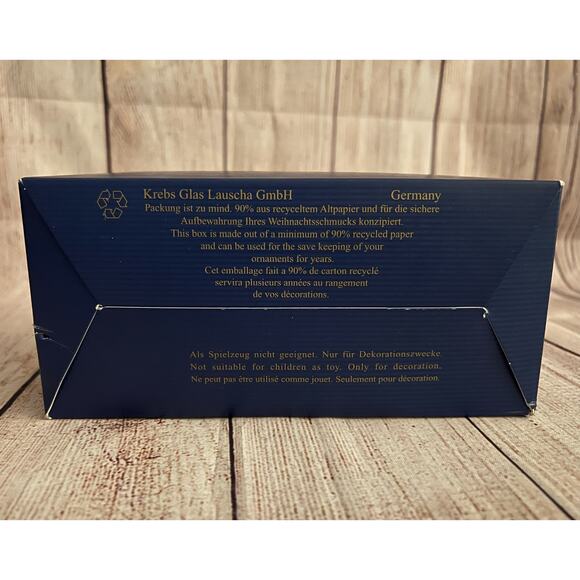 Krebs Glas Lauscha GmbH Germany
Packung ist zu mind. 90% aus recyceltem Altpapier und für die sichere
Aufbewahrung Ihres Weihnachtsschmucks konzipiert.
This box is made out of a minimum of 90% recycled paper
and can be used for the save keeping of your
ornaments for years.
Cet emballage fait a 90% de carton recyclé
servira plusieurs années au rangement
de vos décorations.
Als Spielzeug nicht geeignet. Nur für Dekorationszwecke.
Not suitable for children as toy. Only for decoration.
Ne peut pas être utilisé comme jouet. Seulement pour décoration.